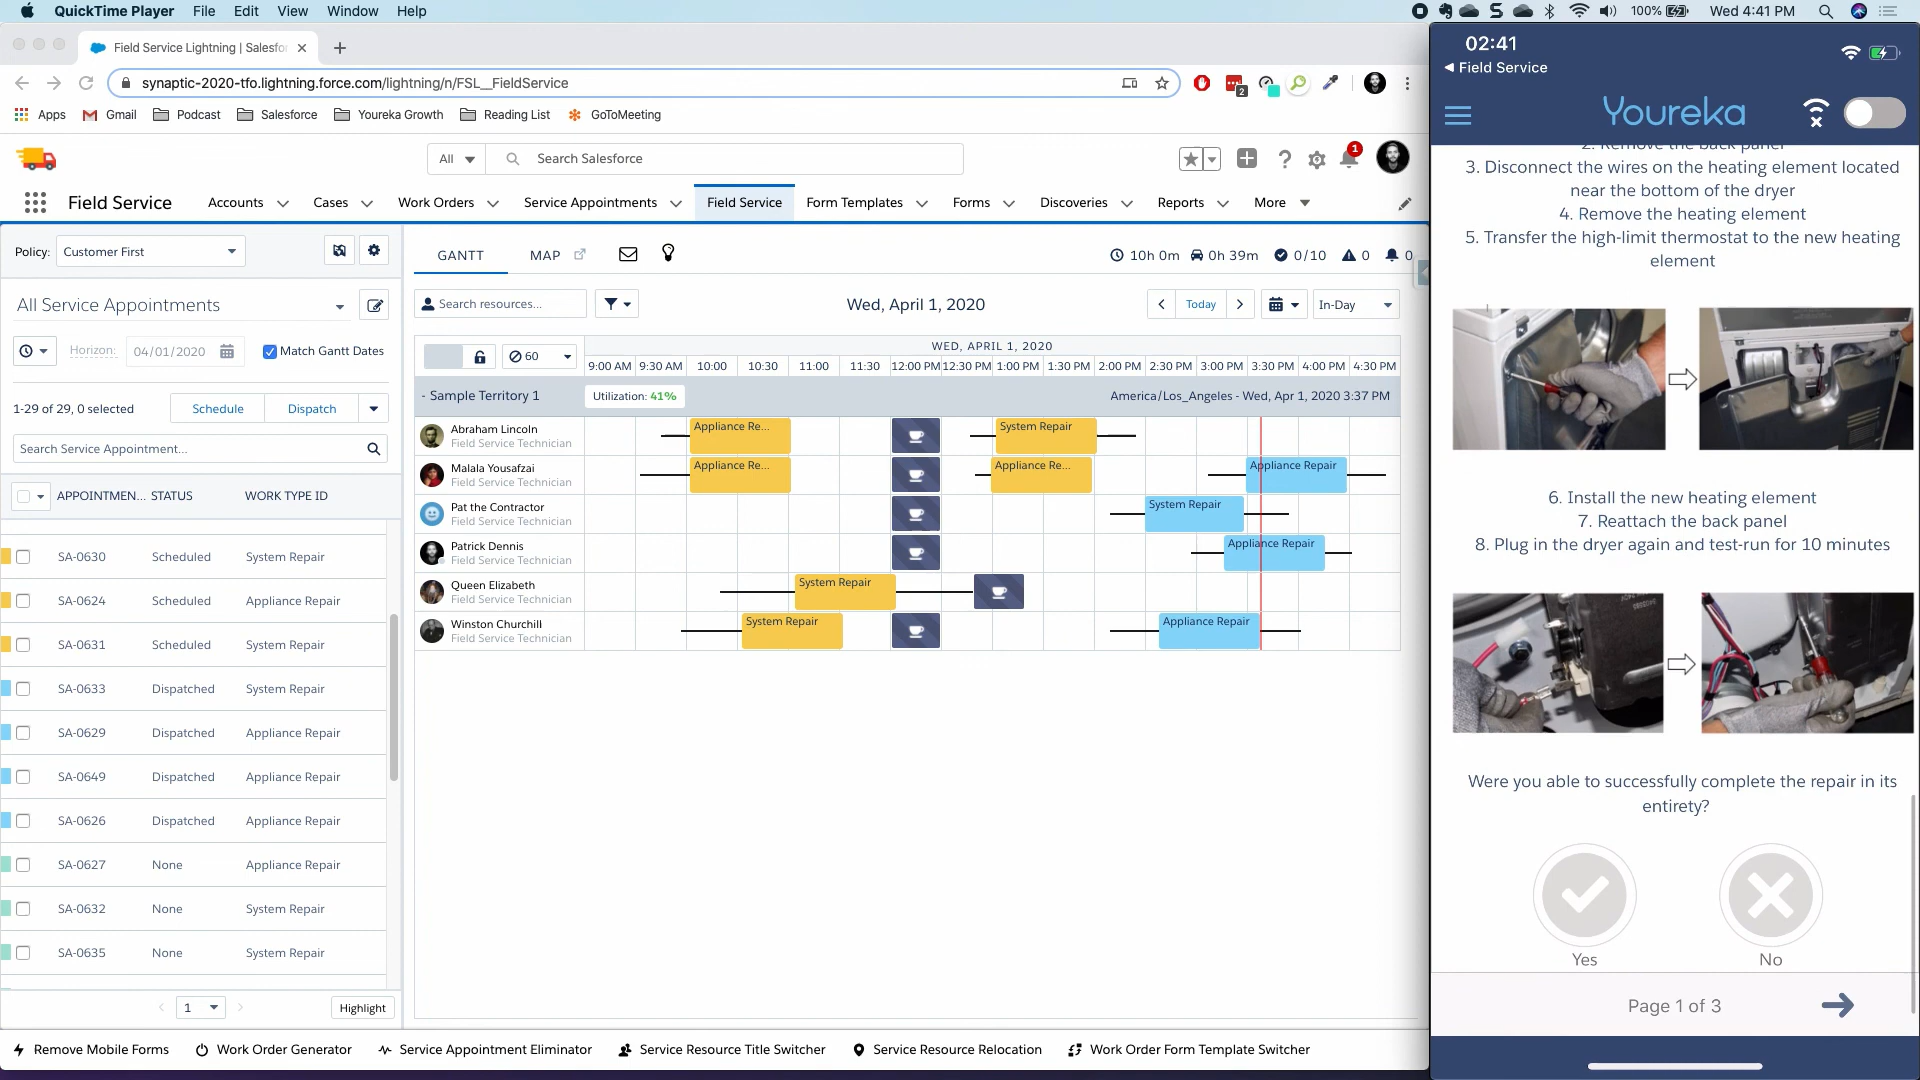 QuickTime Player File Edit View Window Help
100% Wed 4:41 PM
Field Service Lightning | Salesfo
synaptic-2020-tfo.lightning.force.com/lightning/n/FSL__FieldService
2
Apps Gmail Podcast Salesforce Youreka Growth Reading List GoToMeeting
All Search Salesforce
1
Field Service Accounts Cases Work Orders Service Appointments Field Service Form Templates Forms Discoveries Reports More
Policy: Customer First
All Service Appointments
Horizon: 04/01/2020 Match Gantt Dates
1-29 of 29, 0 selected Schedule Dispatch
Search Service Appointment...
APPOINTMEN... STATUS WORK TYPE ID
SA-0630 Scheduled System Repair
SA-0624 Scheduled Appliance Repair
SA-0631 Scheduled System Repair
SA-0633 Dispatched System Repair
SA-0629 Dispatched Appliance Repair
SA-0649 Dispatched Appliance Repair
SA-0626 Dispatched Appliance Repair
SA-0627 None Appliance Repair
SA-0632 None System Repair
SA-0635 None System Repair
1 Highlight
GANTT MAP 10h 0m 0h 39m 0/10 0 0
Search resources... Wed, April 1, 2020 Today In-Day
60 WED, APRIL 1, 2020
9:00 AM 9:30 AM 10:00 10:30 11:00 11:30 12:00 PM 12:30 PM 1:00 PM 1:30 PM 2:00 PM 2:30 PM 3:00 PM 3:30 PM 4:00 PM 4:30 PM
- Sample Territory 1 Utilization: 41% America/Los_Angeles - Wed, Apr 1, 2020 3:37 PM
Abraham Lincoln Appliance Re... System Repair
Field Service Technician
Malala Yousafzai Appliance Re... Appliance Re... Appliance Repair
Field Service Technician
Pat the Contractor System Repair
Field Service Technician
Patrick Dennis Appliance Repair
Field Service Technician
Queen Elizabeth System Repair
Field Service Technician
Winston Churchill System Repair Appliance Repair
Field Service Technician
Remove Mobile Forms Work Order Generator Service Appointment Eliminator Service Resource Title Switcher Service Resource Relocation Work Order Form Template Switcher
02:41
Field Service
Youreka
2. Remove the back panel
3. Disconnect the wires on the heating element located
near the bottom of the dryer
4. Remove the heating element
5. Transfer the high-limit thermostat to the new heating
element
6. Install the new heating element
7. Reattach the back panel
8. Plug in the dryer again and test-run for 10 minutes
Were you able to successfully complete the repair in its
entirety?
Yes No
Page 1 of 3